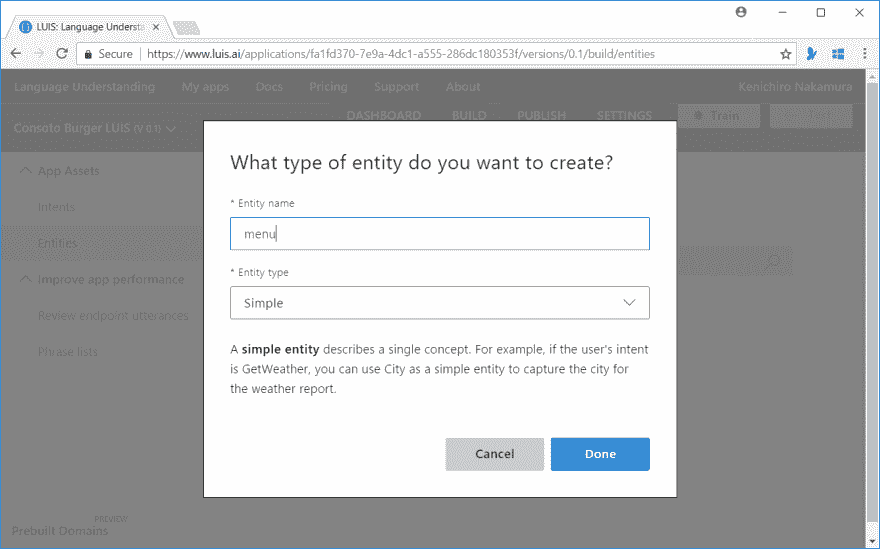 LUIS: Language Understa
Secure
https://www.luis.ai/applications/fa1fd370-7e9a-4dc1-a555-286dc180353f/versions/0.1/build/entities
Language Understanding My apps Docs Pricing Support About Kenichiro Nakamura
Consoto Burger LUIS (V 0.1) DASHBOARD BUILD PUBLISH SETTINGS Train
App Assets
Intents
Entities
Improve app performance
Review endpoint utterances
Phrase lists
PREVIEW
Prebuilt Domains
What type of entity do you want to create?
* Entity name
menu
* Entity type
Simple
A simple entity describes a single concept. For example, if the user's intent
is GetWeather, you can use City as a simple entity to capture the city for
the weather report.
Cancel Done